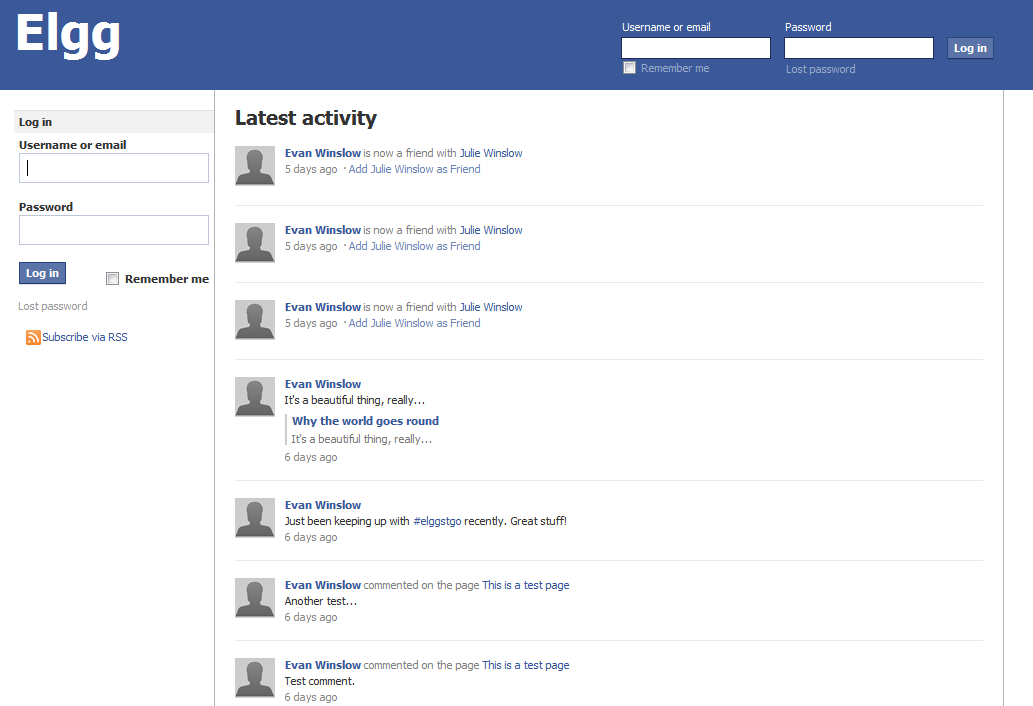 Elgg
Username or email
Password
Log in
Remember me
Lost password
Log in
Username or email
Password
Log in
Remember me
Lost password
Subscribe via RSS
Latest activity
Evan Winslow is now a friend with Julie Winslow
5 days ago · Add Julie Winslow as Friend
Evan Winslow is now a friend with Julie Winslow
5 days ago · Add Julie Winslow as Friend
Evan Winslow is now a friend with Julie Winslow
5 days ago · Add Julie Winslow as Friend
Evan Winslow
It's a beautiful thing, really...
Why the world goes round
It's a beautiful thing, really...
6 days ago
Evan Winslow
Just been keeping up with #elggstgo recently. Great stuff!
6 days ago
Evan Winslow commented on the page This is a test page
Another test...
6 days ago
Evan Winslow commented on the page This is a test page
Test comment.
6 days ago